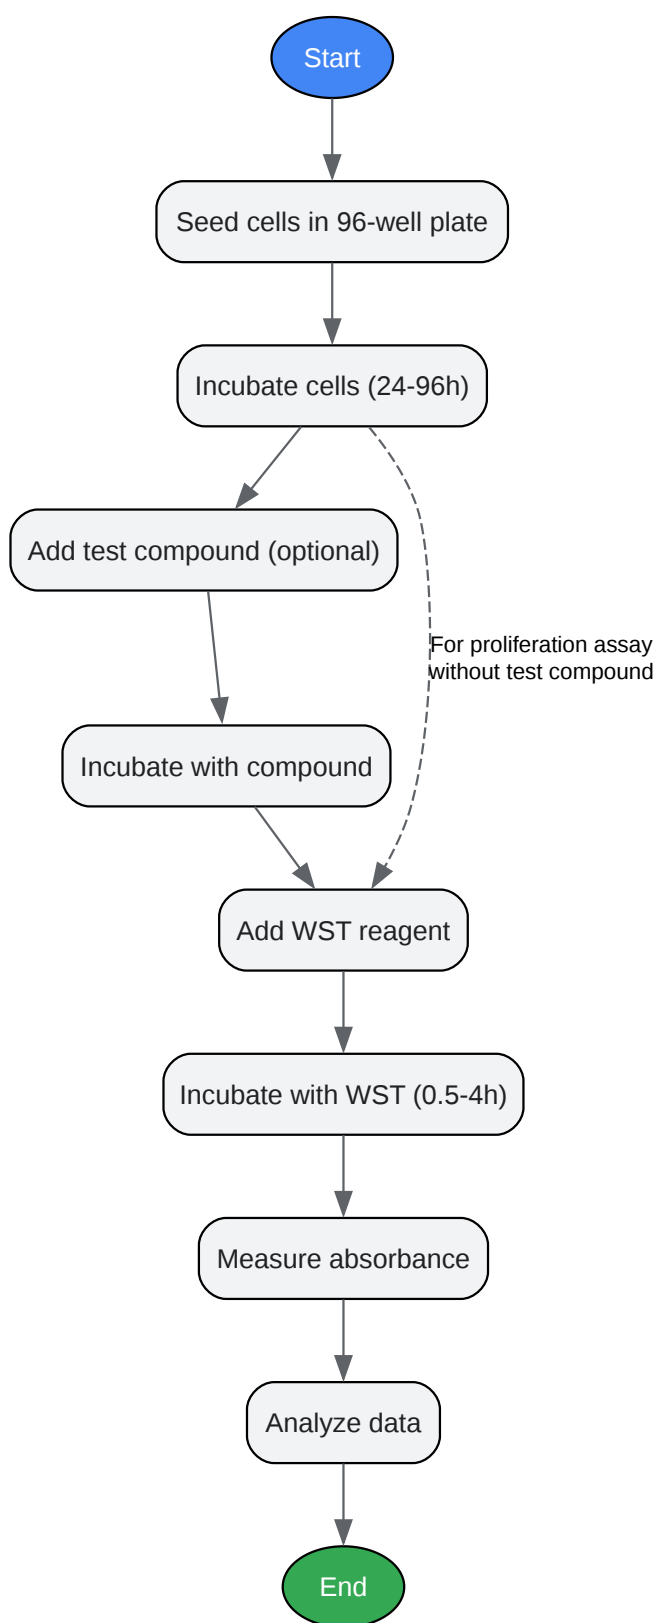 Start
Seed cells in 96-well plate
Incubate cells (24-96h)
Add test compound (optional)
For proliferation assay
without test compound
Incubate with compound
Add WST reagent
Incubate with WST (0.5-4h)
Measure absorbance
Analyze data
End